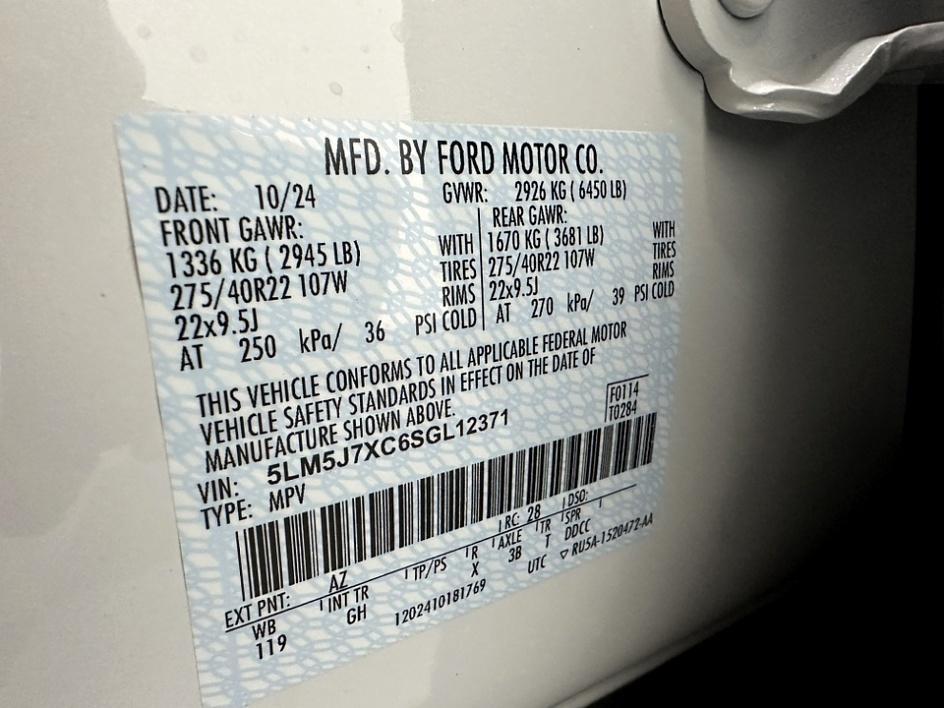 MFD. BY FORD MOTOR CO.
DATE: 10/24 GVWR: 2926 KG ( 6450 LB)
FRONT GAWR: REAR GAWR:
1336 KG ( 2945 LB) WITH 1670 KG ( 3681 LB) WITH
275/40R22 107W TIRES 275/40R22 107W TIRES
22x9.5J RIMS 22x9.5J RIMS
AT 250 kPa/ 36 PSI COLD AT 270 kPa/ 39 PSI COLD
THIS VEHICLE CONFORMS TO ALL APPLICABLE FEDERAL MOTOR
VEHICLE SAFETY STANDARDS IN EFFECT ON THE DATE OF
MANUFACTURE SHOWN ABOVE.
F0114
T0284
VIN: 5LM5J7XC6SGL12371
TYPE: MPV
EXT PNT: AZ RC: 28 DSO:
WB INT TR TP/PS R AXLE TR SPR
119 GH X 3B T DDCC
1202410181769 UTC ▽ RU5A-1520472-AA